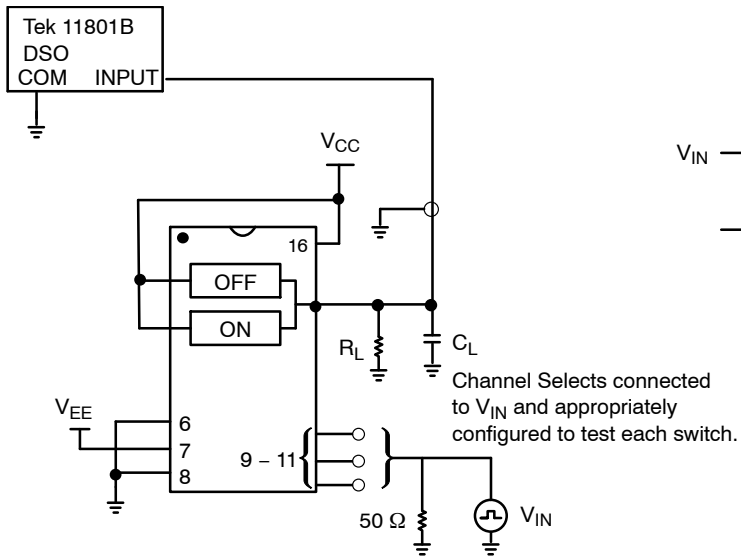 Tek 11801B
DSO
COM INPUT
V_CC
V_IN
16
OFF
ON
R_L
C_L
Channel Selects connected
to V_IN and appropriately
configured to test each switch.
V_EE
6
7
8
9 – 11
50 Ω
V_IN